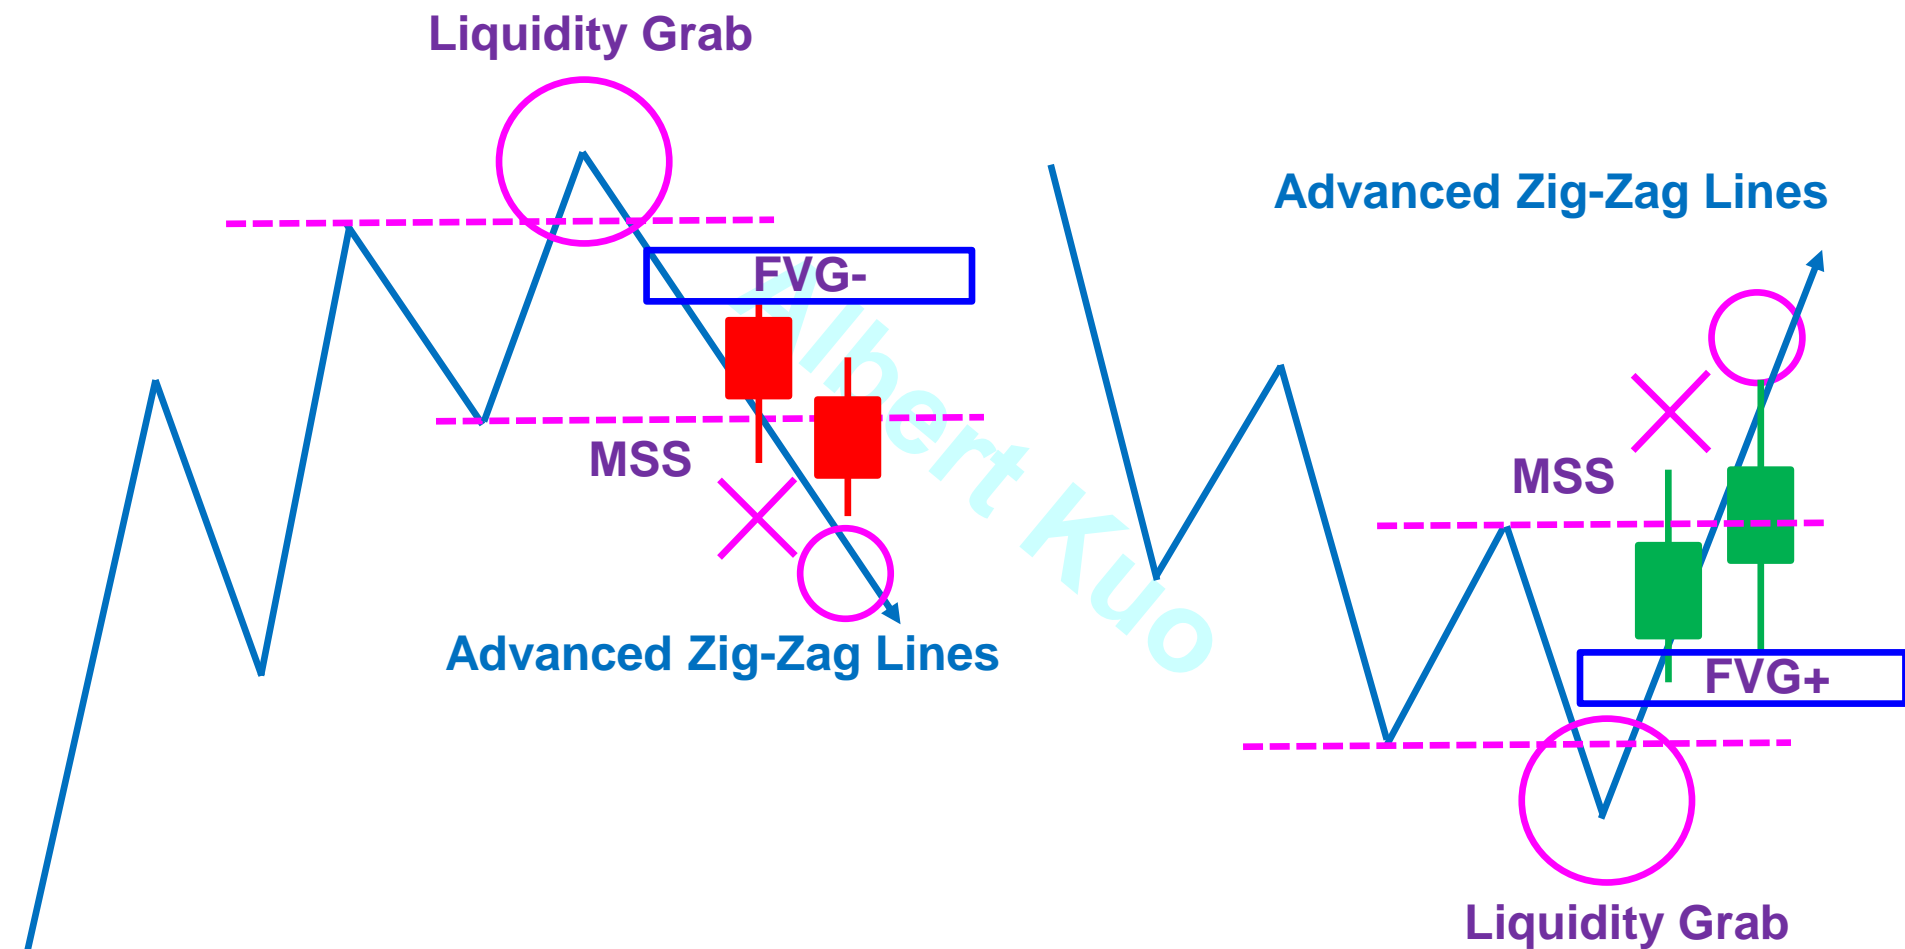 Liquidity Grab
FVG-
MSS
Advanced Zig-Zag Lines
Advanced Zig-Zag Lines
MSS
FVG+
Liquidity Grab
Albert Kuo